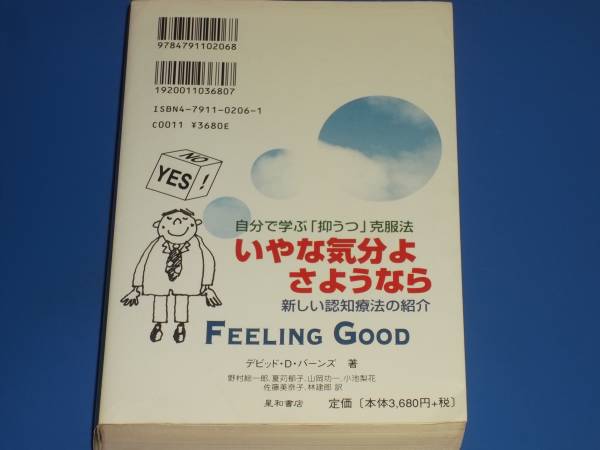 9784791102068
1920011036807
ISBN4-7911-0206-1
C0011 ¥3680E
NO
YES!
自分で学ぶ「抑うつ」克服法
いやな気分よ
さようなら
新しい認知療法の紹介
FEELING GOOD
デビッド・D・バーンズ 著
野村総一郎、夏苅郁子、山岡功一、小池梨花
佐藤美奈子、林建郎 訳
星和書店
定価〔本体3,680円+税〕